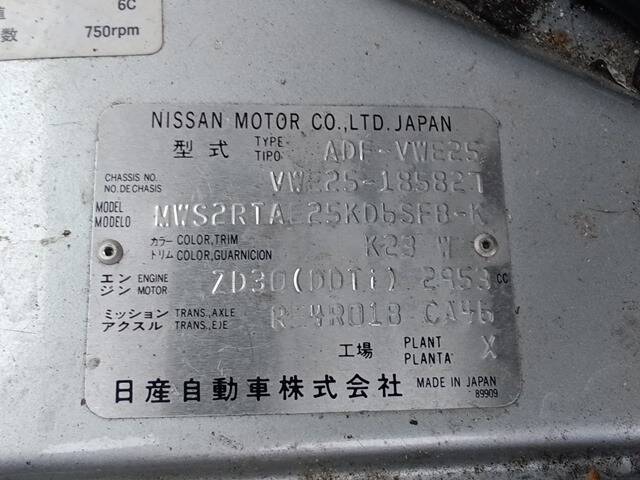 6C
数 750rpm
NISSAN MOTOR CO.,LTD. JAPAN
型式 TYPE TIPO ADF-VWE25
CHASSIS NO. NO.DE CHASIS VWE25-185827
MODEL MODELO MWS2RTAE25KDbSFB-K
カラー COLOR,TRIM K23 W
トリム COLOR,GUARNICION
エンジン ENGINE MOTOR ZD30(DDTi) 2953 CC
ミッション TRANS.,AXLE RE4R01B CA46
アクスル TRANS.,EJE
工場 PLANT PLANTA X
日産自動車株式会社 MADE IN JAPAN
89909